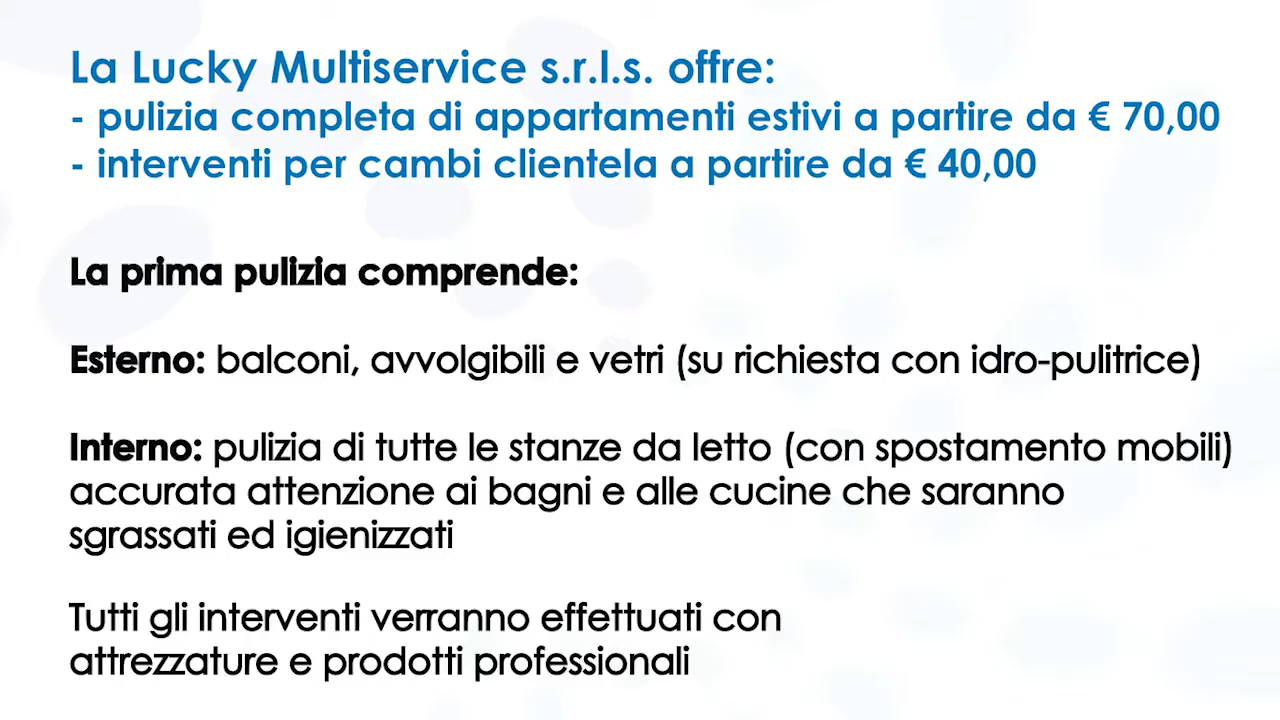 La Lucky Multiservice s.r.l.s. offre:
- pulizia completa di appartamenti estivi a partire da € 70,00
- interventi per cambi clientela a partire da € 40,00
La prima pulizia comprende:
Esterno: balconi, avvolgibili e vetri (su richiesta con idro-pulitrice)
Interno: pulizia di tutte le stanze da letto (con spostamento mobili)
accurata attenzione ai bagni e alle cucine che saranno
sgrassati ed igienizzati
Tutti gli interventi verranno effettuati con
attrezzature e prodotti professionali